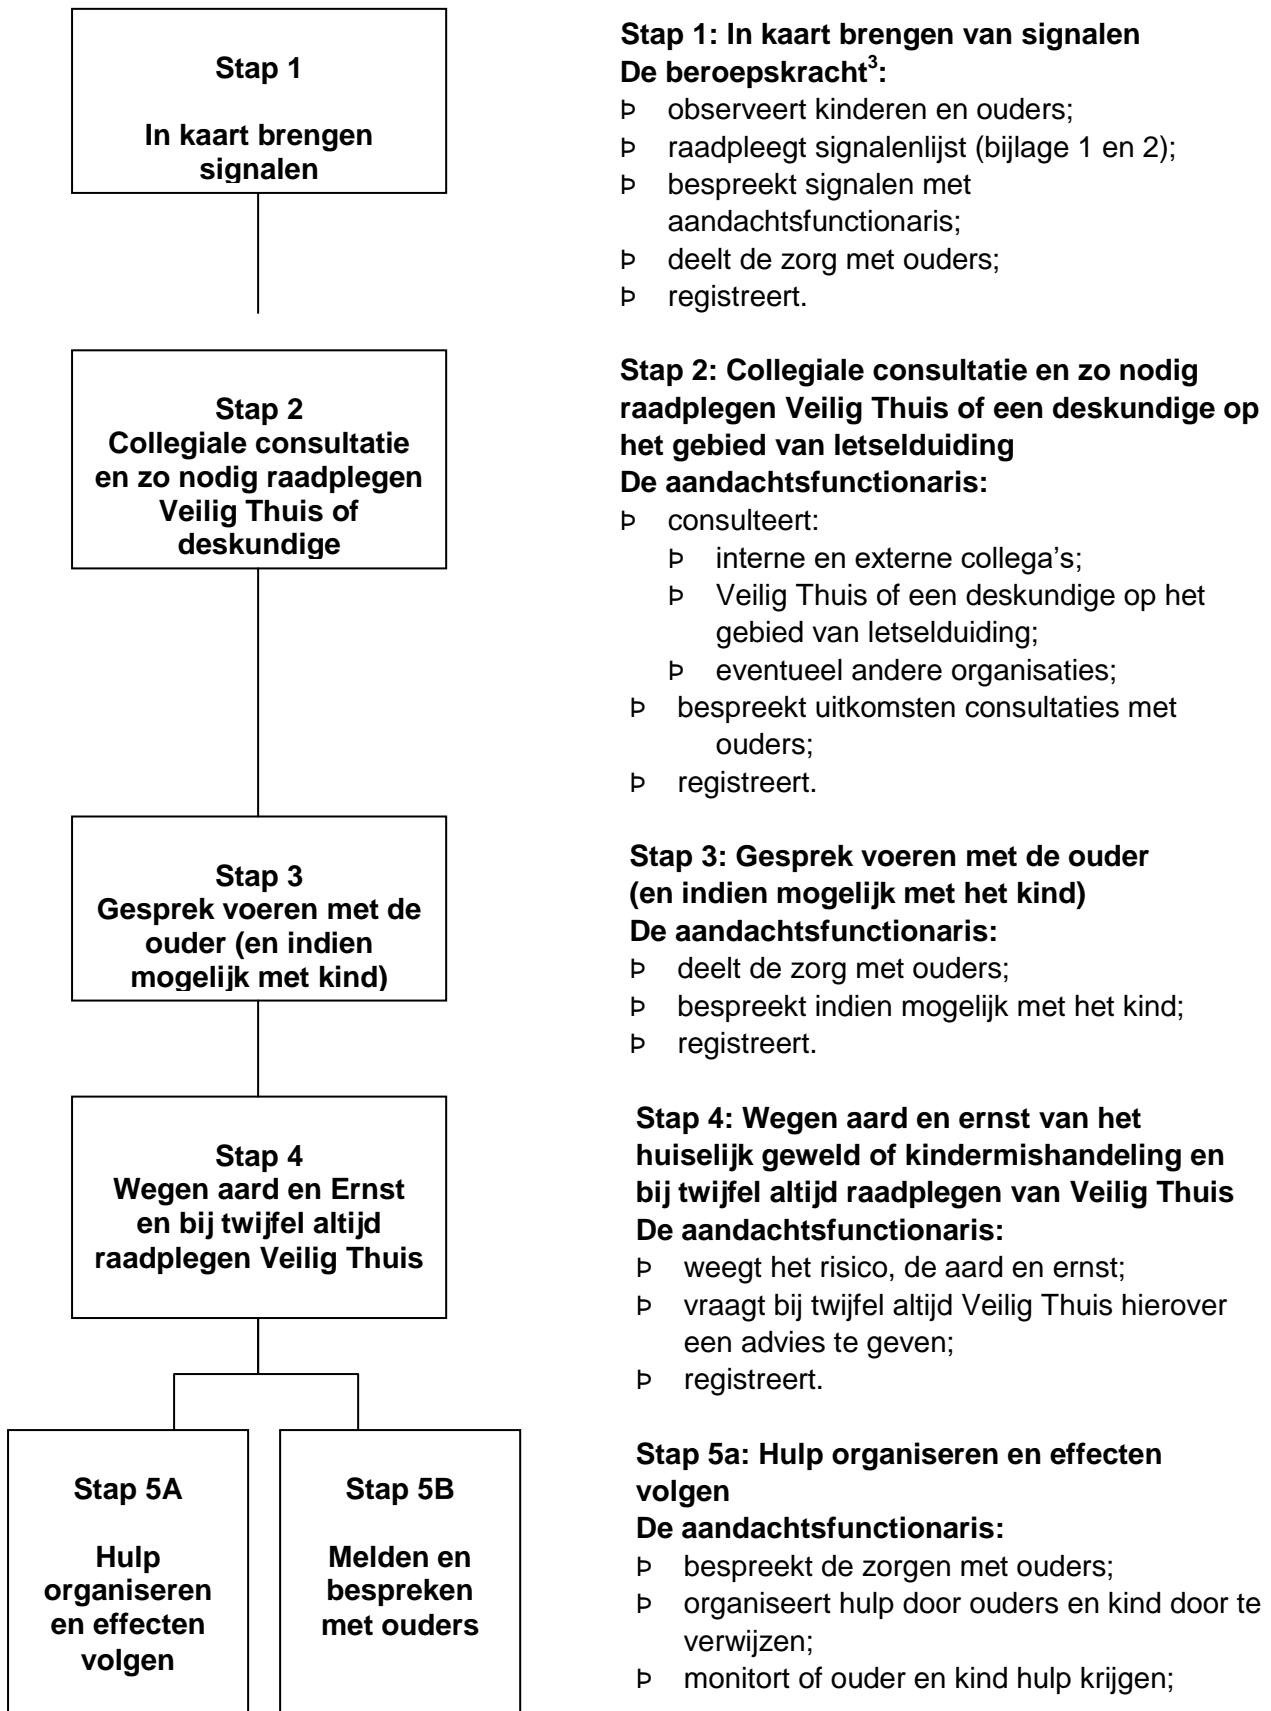 Stap 1
In kaart brengen
signalen
Stap 2
Collegiale consultatie
en zo nodig raadplegen
Veilig Thuis of
deskundige
Stap 3
Gesprek voeren met de
ouder (en indien
mogelijk met kind)
Stap 4
Wegen aard en Ernst
en bij twijfel altijd
raadplegen Veilig Thuis
Stap 5A
Hulp
organiseren
en effecten
volgen
Stap 5B
Melden en
bespreken
met ouders
Stap 1: In kaart brengen van signalen
De beroepskracht³:
Þ observeert kinderen en ouders;
Þ raadpleegt signalenlijst (bijlage 1 en 2);
Þ bespreekt signalen met
aandachtsfunctionaris;
Þ deelt de zorg met ouders;
Þ registreert.
Stap 2: Collegiale consultatie en zo nodig
raadplegen Veilig Thuis of een deskundige op
het gebied van letselduiding
De aandachtsfunctionaris:
Þ consulteert:
Þ interne en externe collega’s;
Þ Veilig Thuis of een deskundige op het
gebied van letselduiding;
Þ eventueel andere organisaties;
Þ bespreekt uitkomsten consultaties met
ouders;
Þ registreert.
Stap 3: Gesprek voeren met de ouder
(en indien mogelijk met het kind)
De aandachtsfunctionaris:
Þ deelt de zorg met ouders;
Þ bespreekt indien mogelijk met het kind;
Þ registreert.
Stap 4: Wegen aard en ernst van het
huiselijk geweld of kindermishandeling en
bij twijfel altijd raadplegen van Veilig Thuis
De aandachtsfunctionaris:
Þ weegt het risico, de aard en ernst;
Þ vraagt bij twijfel altijd Veilig Thuis hierover
een advies te geven;
Þ registreert.
Stap 5a: Hulp organiseren en effecten
volgen
De aandachtsfunctionaris:
Þ bespreekt de zorgen met ouders;
Þ organiseert hulp door ouders en kind door te
verwijzen;
Þ monitort of ouder en kind hulp krijgen;